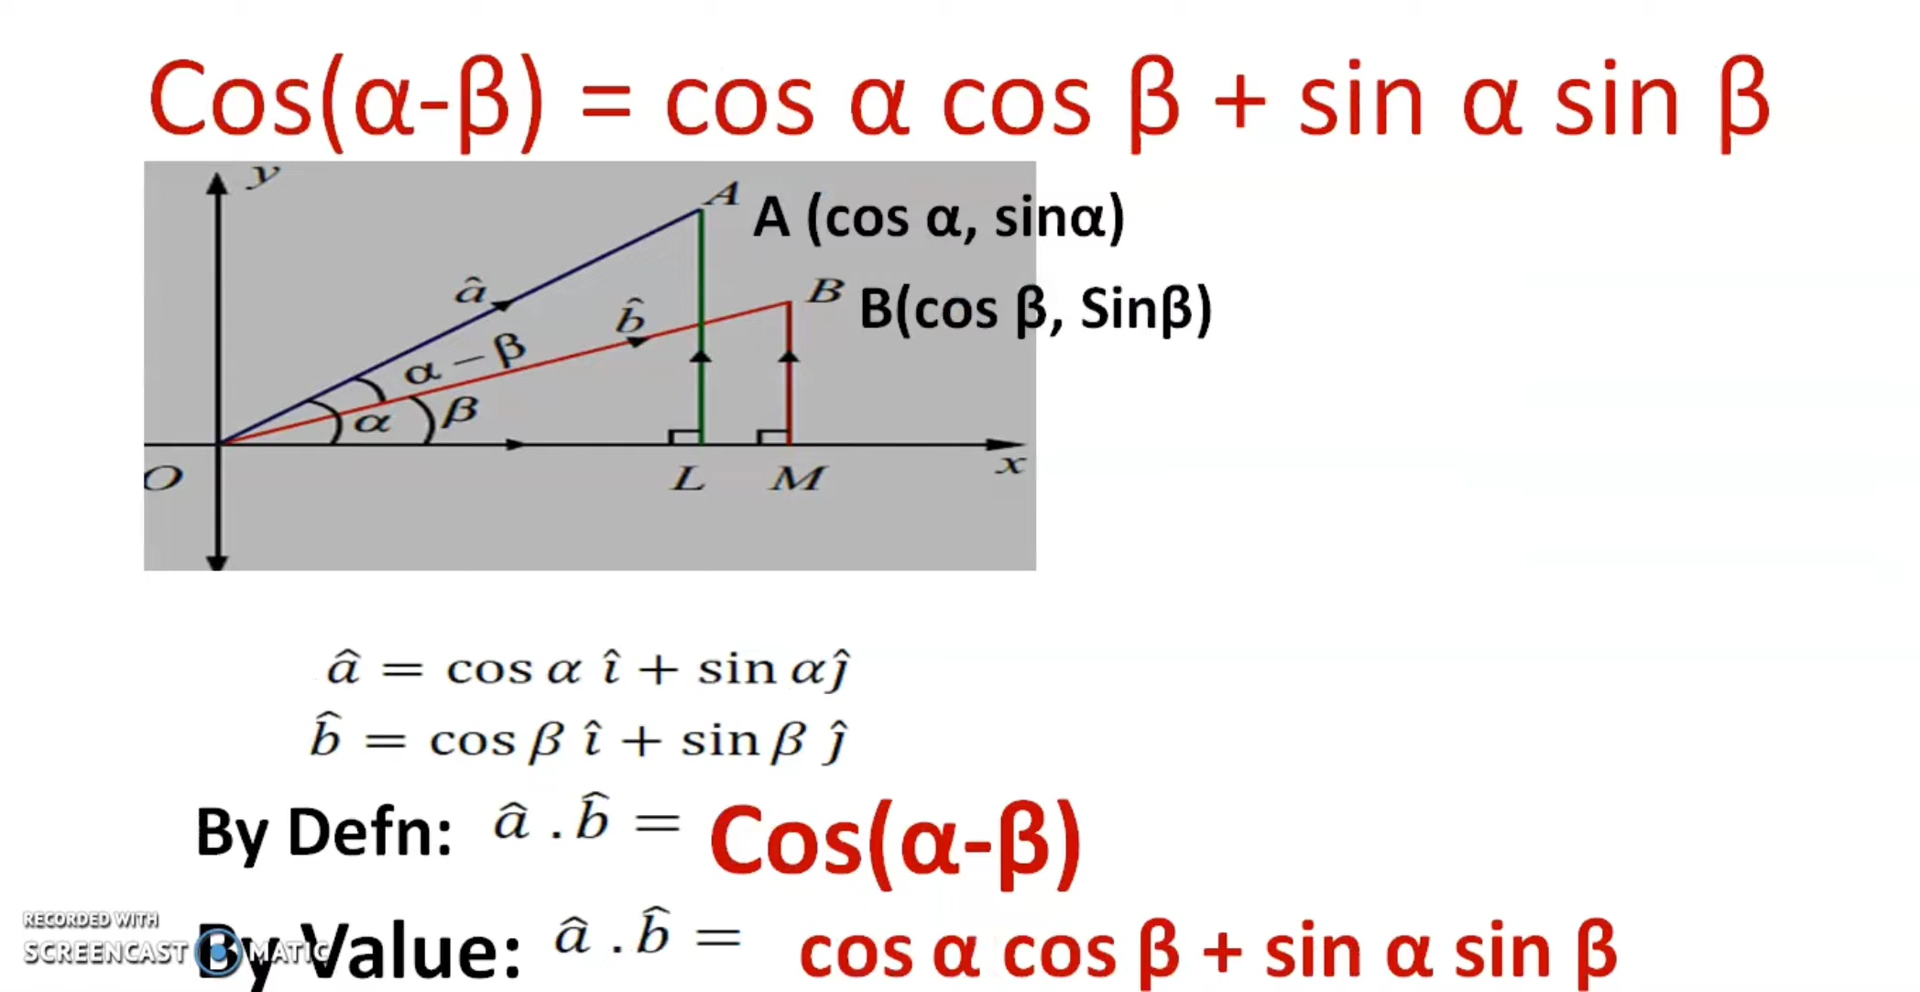 Cos(α-β) = cos α cos β + sin α sin β
y
A A (cos α, sinα)
â
b̂
B B(cos β, Sinβ)
α – β
α β
O L M x
â = cos α î + sin αĵ
b̂ = cos β î + sin β ĵ
By Defn: â . b̂ = Cos(α-β)
RECORDED WITH
SCREENCAST MATIC
By Value: â . b̂ = cos α cos β + sin α sin β